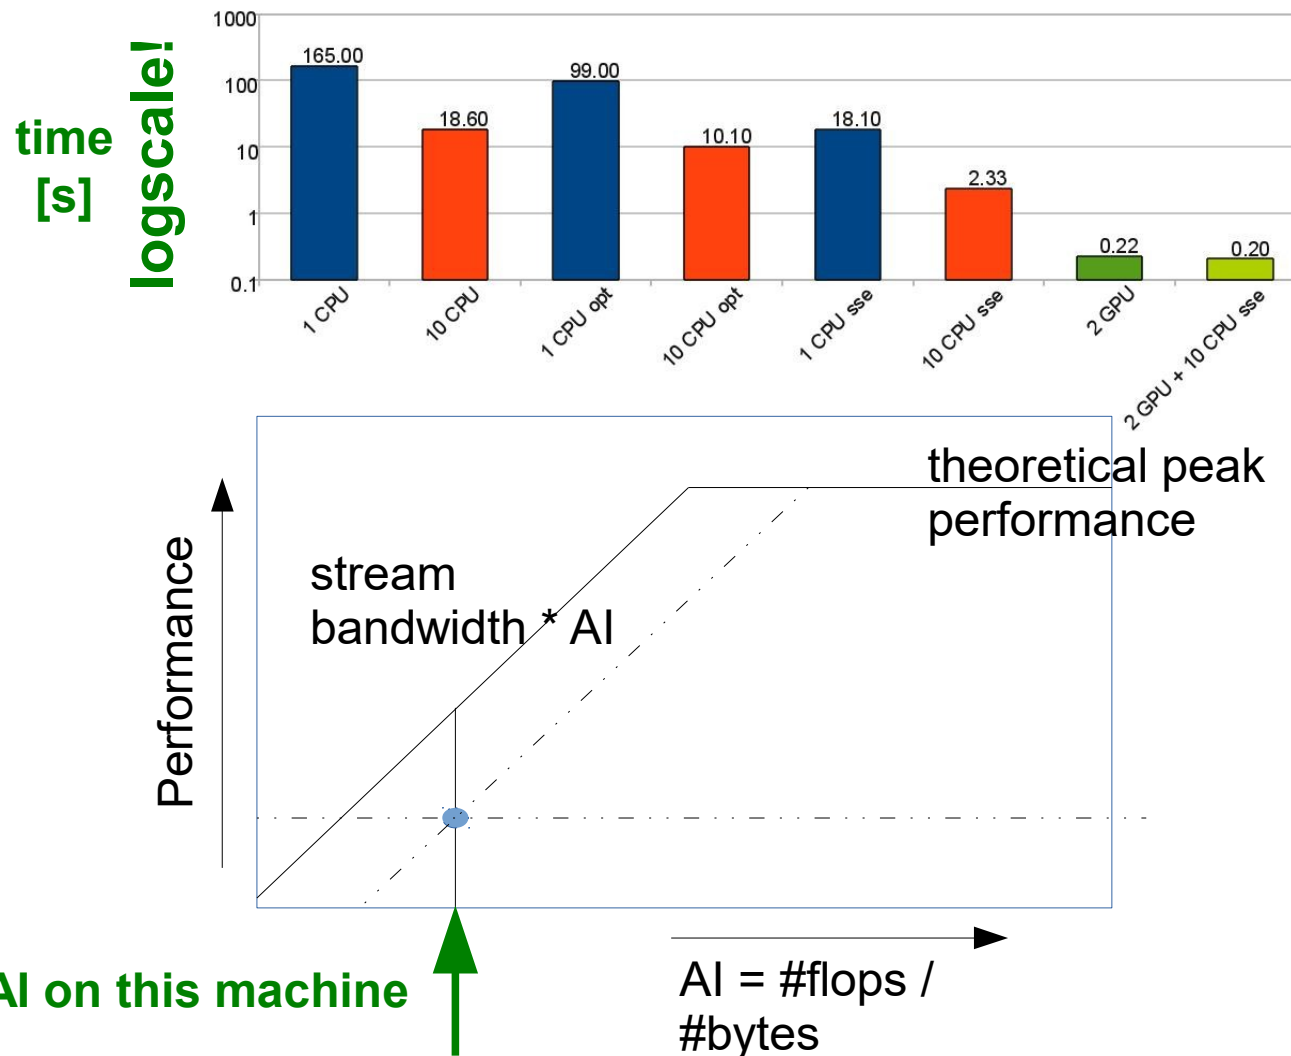 time
[s]
logscale!
1000
100
10
1
0.1
165.00
18.60
99.00
10.10
18.10
2.33
0.22
0.20
1 CPU
10 CPU
1 CPU opt
10 CPU opt
1 CPU sse
10 CPU sse
2 GPU
2 GPU + 10 CPU sse
theoretical peak
performance
stream
bandwidth * AI
Performance
AI on this machine
AI = #flops /
#bytes